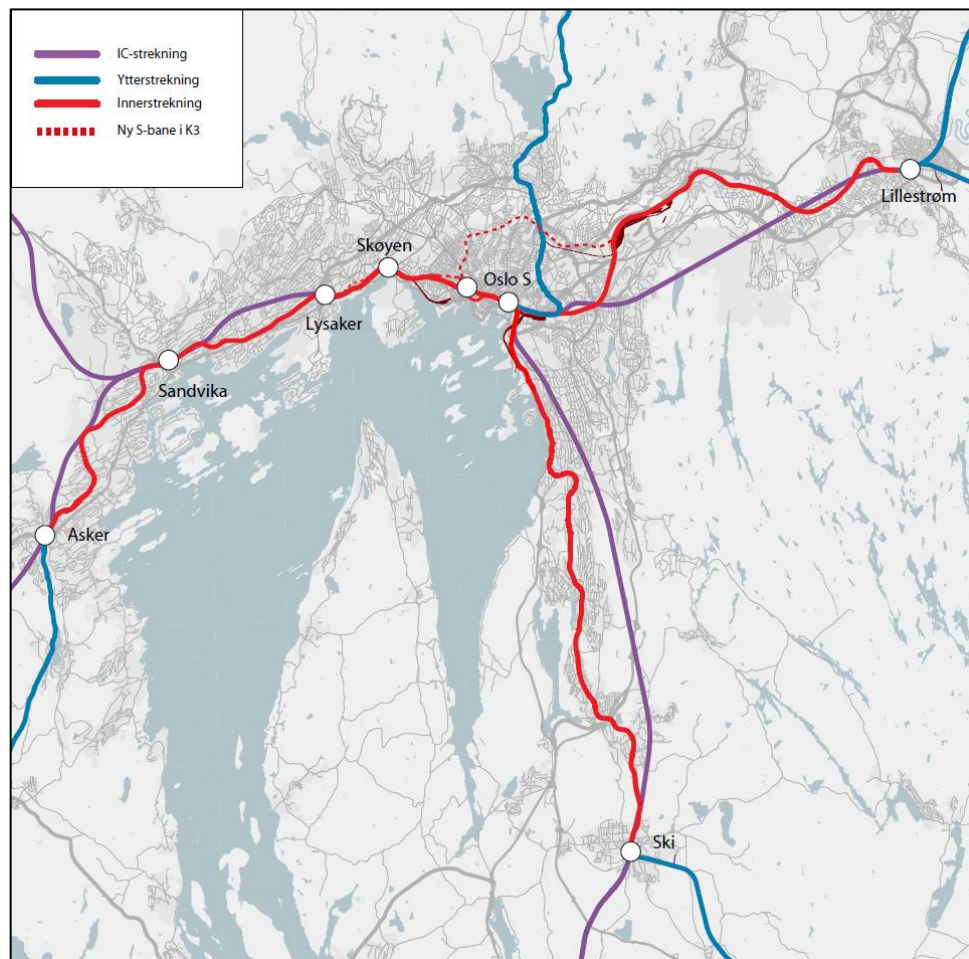 IC-strekning
Ytterstrekning
Innerstrekning
Ny S-bane i K3
Lillestrøm
Skøyen
Oslo S
Lysaker
Sandvika
Asker
Ski